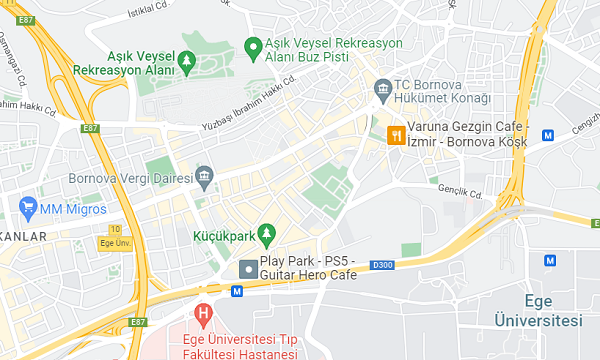 İstiklal Cd.
E87
Osmangazi Cd.
Aşık Veysel
Rekreasyon Alanı
Aşık Veysel Rekreasyon
Alanı Buz Pisti
TC Bornova
Hükümet Konağı
İbrahim Hakkı Cd.
E87
Yüzbaşı İbrahim Hakkı Cd.
Varuna Gezgin Cafe -
İzmir - Bornova Köşk
M
Cengizha
Bornova Vergi Dairesi
Gençlik Cd.
MM Migros
KANLAR
10
Ege Ünv.
Küçükpark
Play Park - PS5 -
Guitar Hero Cafe
D300
M
M
E87
H
Ege Üniversitesi Tıp
Fakültesi Hastanesi
Ege
Üniversitesi